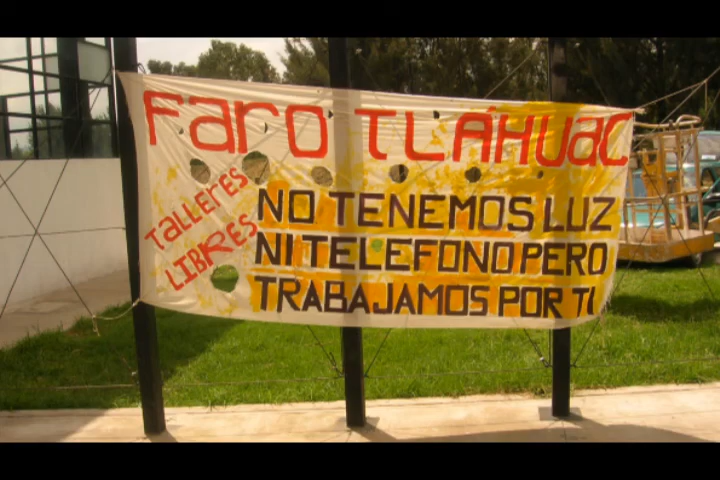 Faro TLÁHUaC
TaLLeres
LIBRES
NO TENEMOS LUZ
NI TELEFONO PERO
TRABAJAMOS POR TI